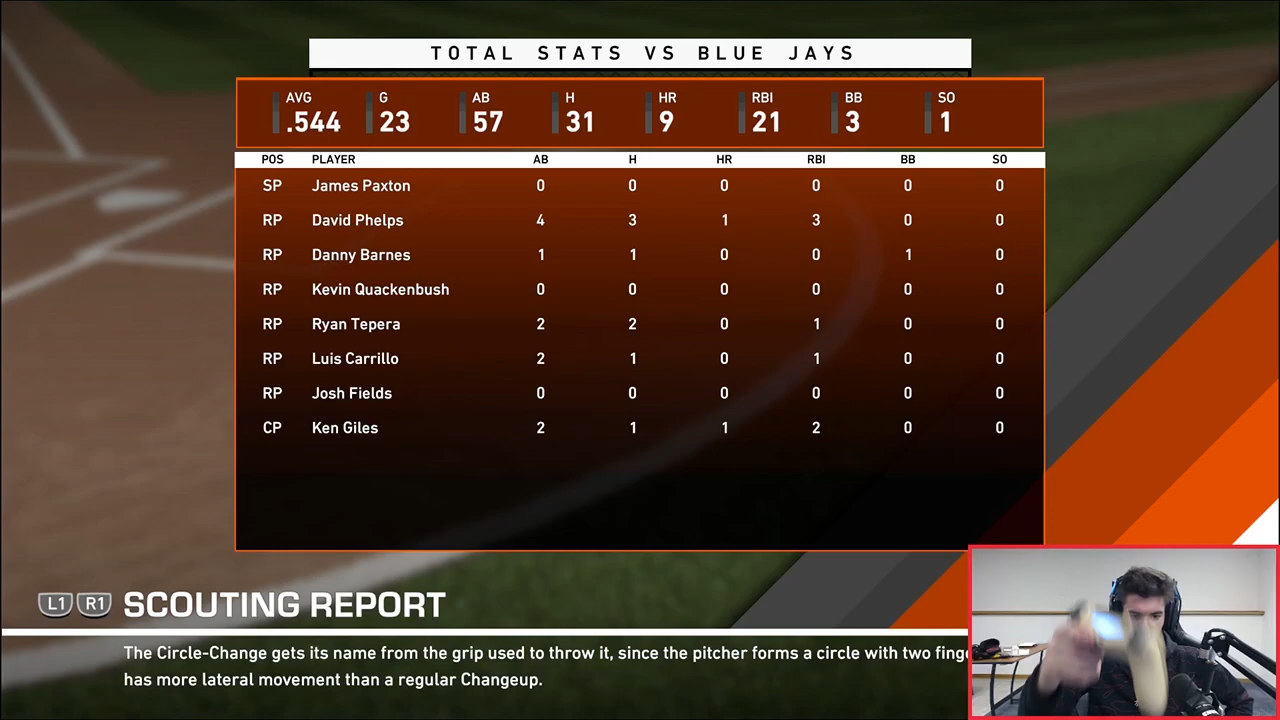 TOTAL STATS VS BLUE JAYS
AVG G AB H HR RBI BB SO
.544 23 57 31 9 21 3 1
POS PLAYER AB H HR RBI BB SO
SP James Paxton 0 0 0 0 0 0
RP David Phelps 4 3 1 3 0 0
RP Danny Barnes 1 1 0 0 1 0
RP Kevin Quackenbush 0 0 0 0 0 0
RP Ryan Tepera 2 2 0 1 0 0
RP Luis Carrillo 2 1 0 1 0 0
RP Josh Fields 0 0 0 0 0 0
CP Ken Giles 2 1 1 2 0 0
L1 R1 SCOUTING REPORT
The Circle-Change gets its name from the grip used to throw it, since the pitcher forms a circle with two
has more lateral movement than a regular Changeup.